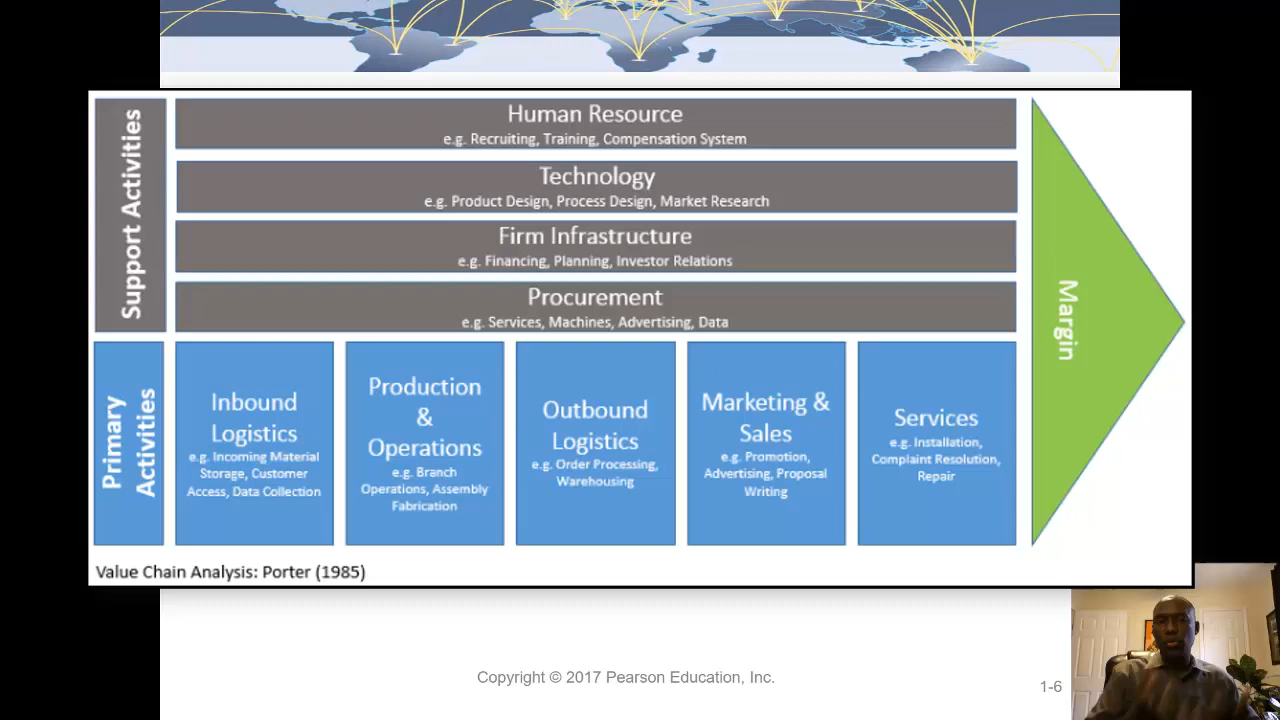 Support Activities
Human Resource
e.g. Recruiting, Training, Compensation System
Technology
e.g. Product Design, Process Design, Market Research
Firm Infrastructure
e.g. Financing, Planning, Investor Relations
Procurement
e.g. Services, Machines, Advertising, Data
Primary
Activities
Inbound
Logistics
e.g. Incoming Material
Storage, Customer
Access, Data Collection
Production
&
Operations
e.g. Branch
Operations, Assembly
Fabrication
Outbound
Logistics
e.g. Order Processing,
Warehousing
Marketing &
Sales
e.g. Promotion,
Advertising, Proposal
Writing
Services
e.g. Installation,
Complaint Resolution,
Repair
Margin
Value Chain Analysis: Porter (1985)
Copyright © 2017 Pearson Education, Inc.
1-6